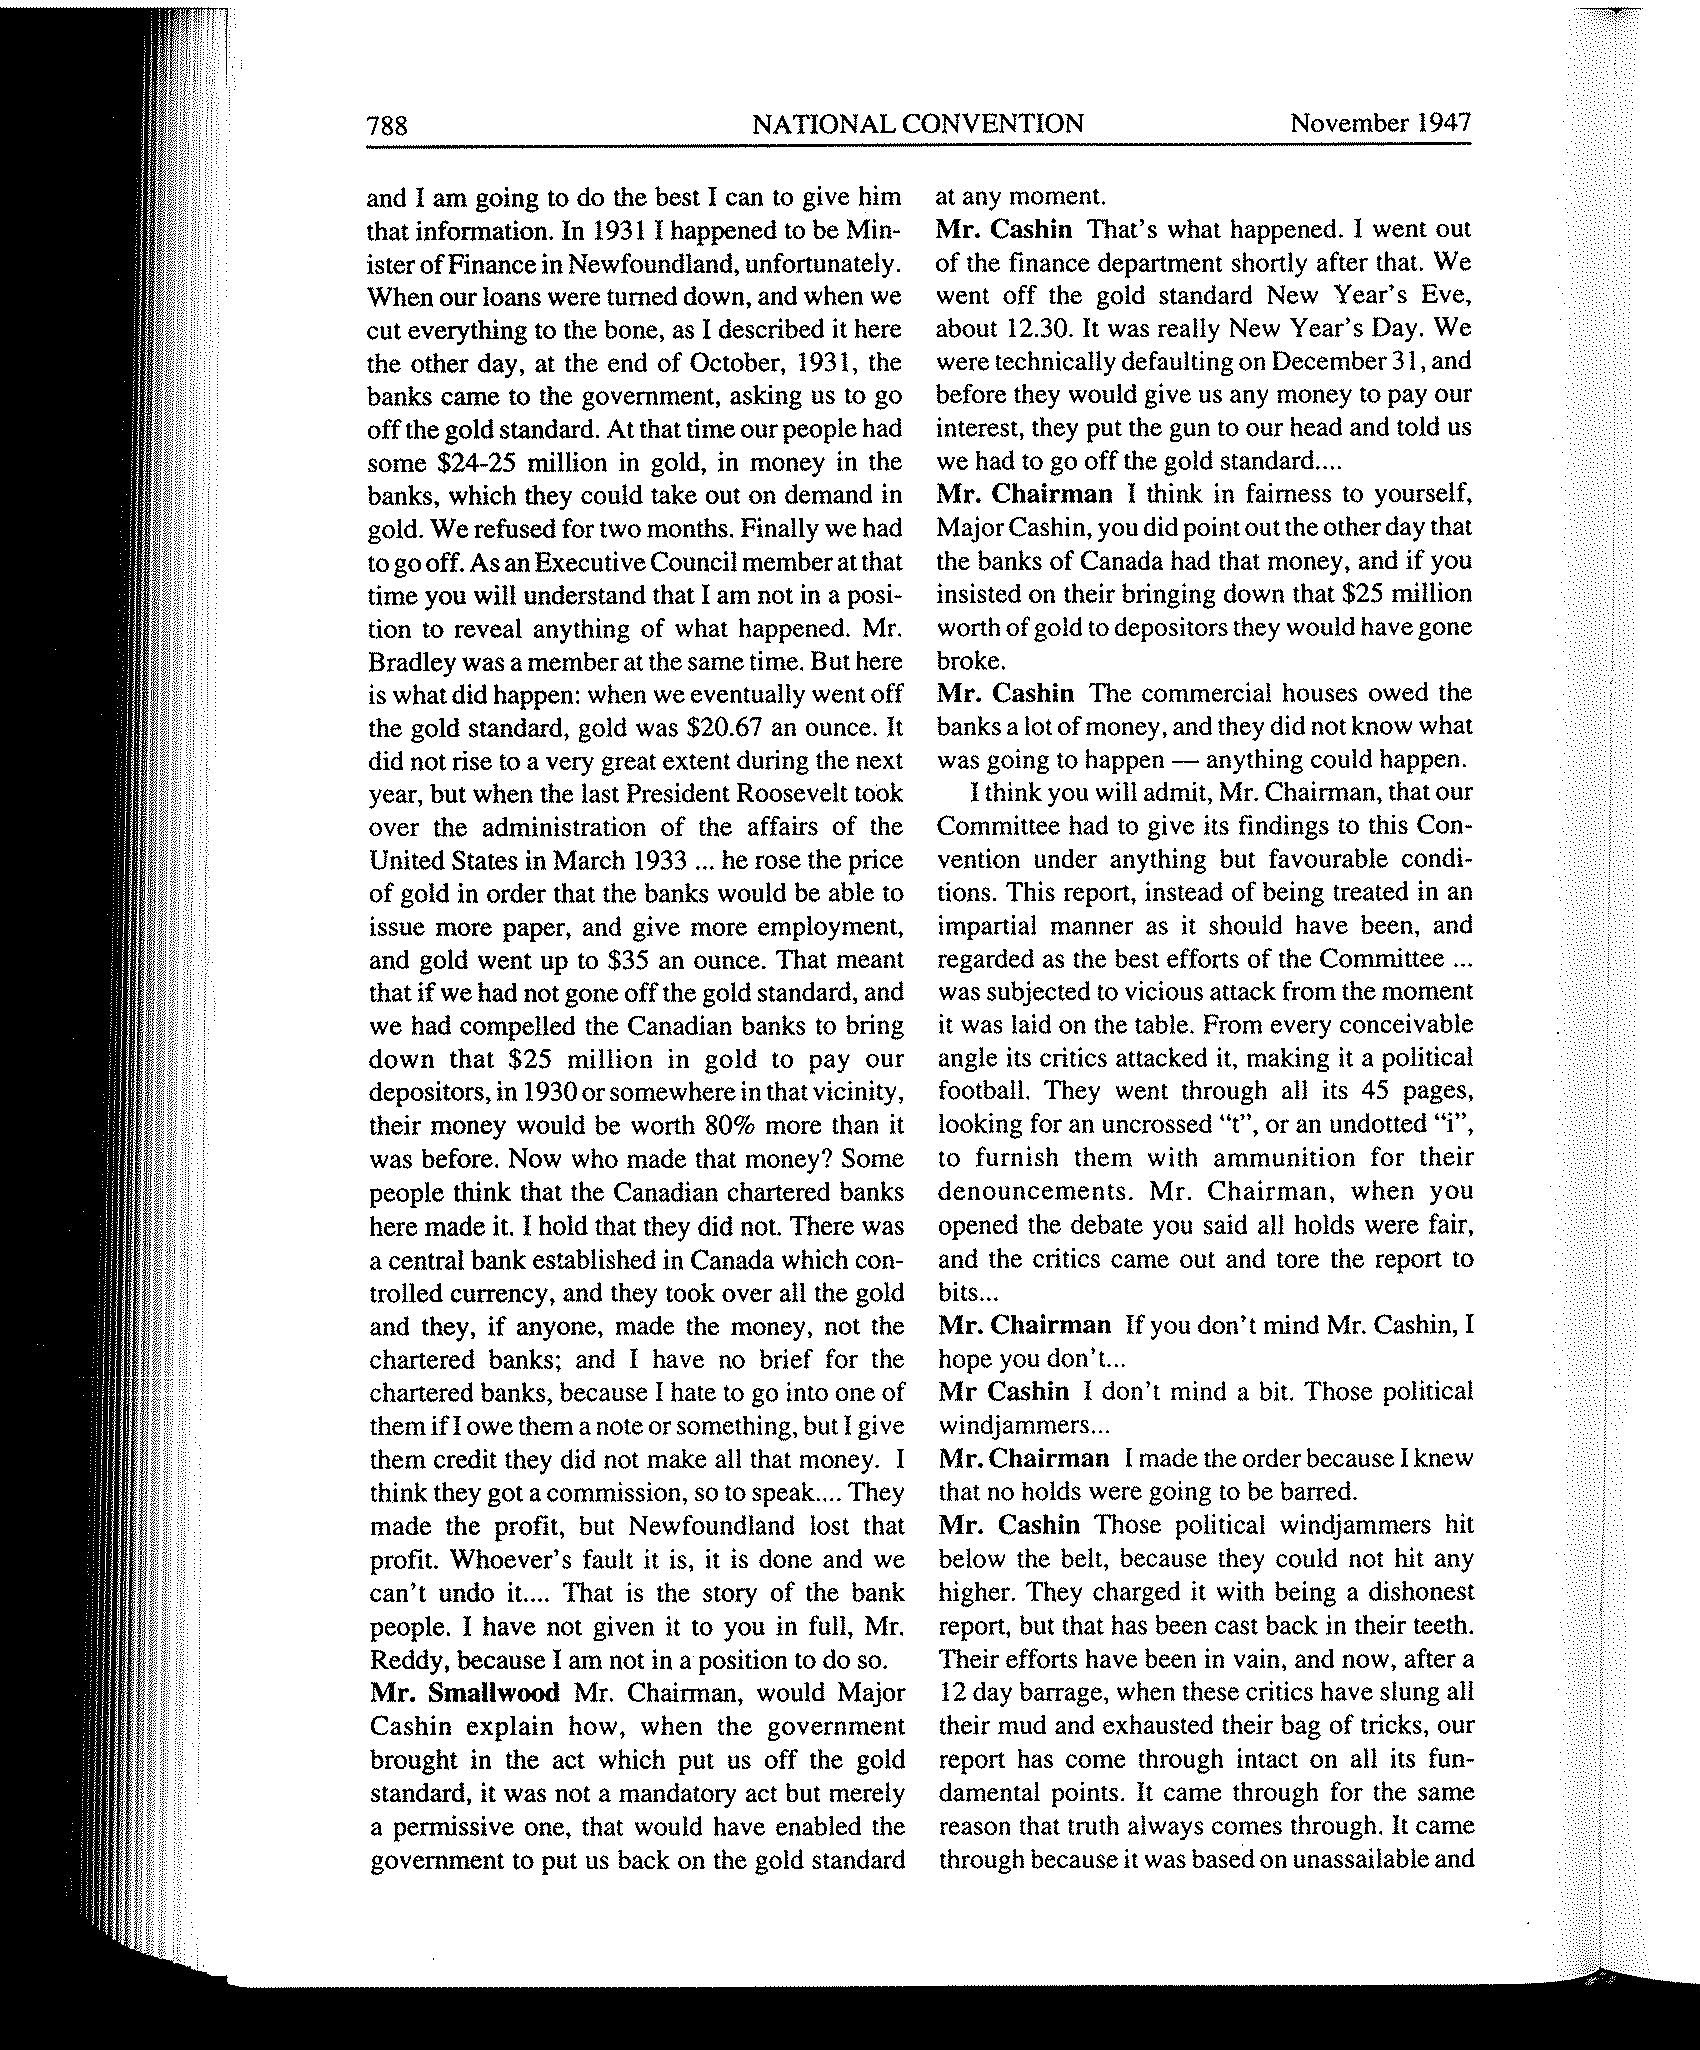 788 NATIONAL CONVENTION November 1947
and I am going to do the best I can to give him
that information. In 1931 I happened to be Min-
ister of Finance in Newfoundland, unfortunately.
When our loans were turned down, and when we
cut everything to the bone, as I described it here
the other day, at the end of October, 1931, the
banks came to the government, asking us to go
off the gold standard. At that time our people had
some $24-25 million in gold, in money in the
banks, which they could take out on demand in
gold. We refused for two months. Finally we had
to go off. As an Executive Council member at that
time you will understand that I am not in a posi-
tion to reveal anything of what happened. Mr.
Bradley was a member at the same time. But here
is what did happen: when we eventually went off
the gold standard, gold was $20.67 an ounce. It
did not rise to a very great extent during the next
year, but when the last President Roosevelt took
over the administration of the affairs of the
United States in March 1933 ... he rose the price
of gold in order that the banks would be able to
issue more paper, and give more employment,
and gold went up to $35 an ounce. That meant
that if we had not gone off the gold standard, and
we had compelled the Canadian banks to bring
down that $25 million in gold to pay our
depositors, in 1930 or somewhere in that vicinity,
their money would be worth 80% more than it
was before. Now who made that money? Some
people think that the Canadian chartered banks
here made it. I hold that they did not. There was
a central bank established in Canada which con-
trolled currency, and they took over all the gold
and they, if anyone, made the money, not the
chartered banks; and I have no brief for the
chartered banks, because I hate to go into one of
them if I owe them a note or something, but I give
them credit they did not make all that money. I
think they got a commission, so to speak.... They
made the profit, but Newfoundland lost that
profit. Whoever's fault it is, it is done and we
can't undo it.... That is the story of the bank
people. I have not given it to you in full, Mr.
Reddy, because I am not in a position to do so.
Mr. Smallwood Mr. Chairman, would Major
Cashin explain how, when the government
brought in the act which put us off the gold
standard, it was not a mandatory act but merely
a permissive one, that would have enabled the
government to put us back on the gold standard
at any moment.
Mr. Cashin That's what happened. I went out
of the finance department shortly after that. We
went off the gold standard New Year's Eve,
about 12.30. It was really New Year's Day. We
were technically defaulting on December 31, and
before they would give us any money to pay our
interest, they put the gun to our head and told us
we had to go off the gold standard....
Mr. Chairman I think in fairness to yourself,
Major Cashin, you did point out the other day that
the banks of Canada had that money, and if you
insisted on their bringing down that $25 million
worth of gold to depositors they would have gone
broke.
Mr. Cashin The commercial houses owed the
banks a lot of money, and they did not know what
was going to happen — anything could happen.
I think you will admit, Mr. Chairman, that our
Committee had to give its findings to this Con-
vention under anything but favourable condi-
tions. This report, instead of being treated in an
impartial manner as it should have been, and
regarded as the best efforts of the Committee ...
was subjected to vicious attack from the moment
it was laid on the table. From every conceivable
angle its critics attacked it, making it a political
football. They went through all its 45 pages,
looking for an uncrossed “t”, or an undotted “i”,
to furnish them with ammunition for their
denouncements. Mr. Chairman, when you
opened the debate you said all holds were fair,
and the critics came out and tore the report to
bits...
Mr. Chairman If you don't mind Mr. Cashin, I
hope you don't...
Mr Cashin I don't mind a bit. Those political
windjammers...
Mr. Chairman I made the order because I knew
that no holds were going to be barred.
Mr. Cashin Those political windjammers hit
below the belt, because they could not hit any
higher. They charged it with being a dishonest
report, but that has been cast back in their teeth.
Their efforts have been in vain, and now, after a
12 day barrage, when these critics have slung all
their mud and exhausted their bag of tricks, our
report has come through intact on all its fun-
damental points. It came through for the same
reason that truth always comes through. It came
through because it was based on unassailable and